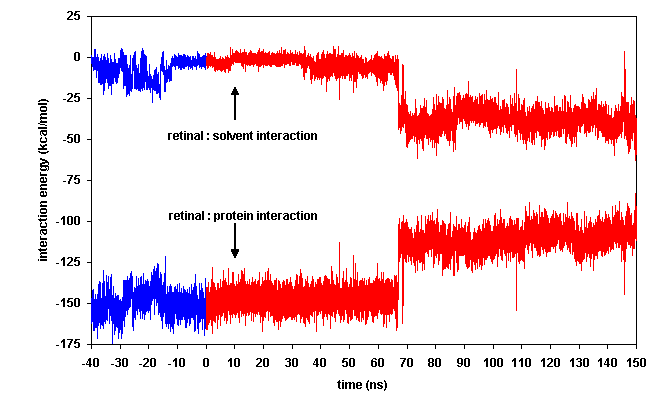 25
0
-25
-50
-75
-100
-125
-150
-175
interaction energy (kcal/mol)
retinal : solvent interaction
retinal : protein interaction
-40 -30 -20 -10 0 10 20 30 40 50 60 70 80 90 100 110 120 130 140 150
time (ns)